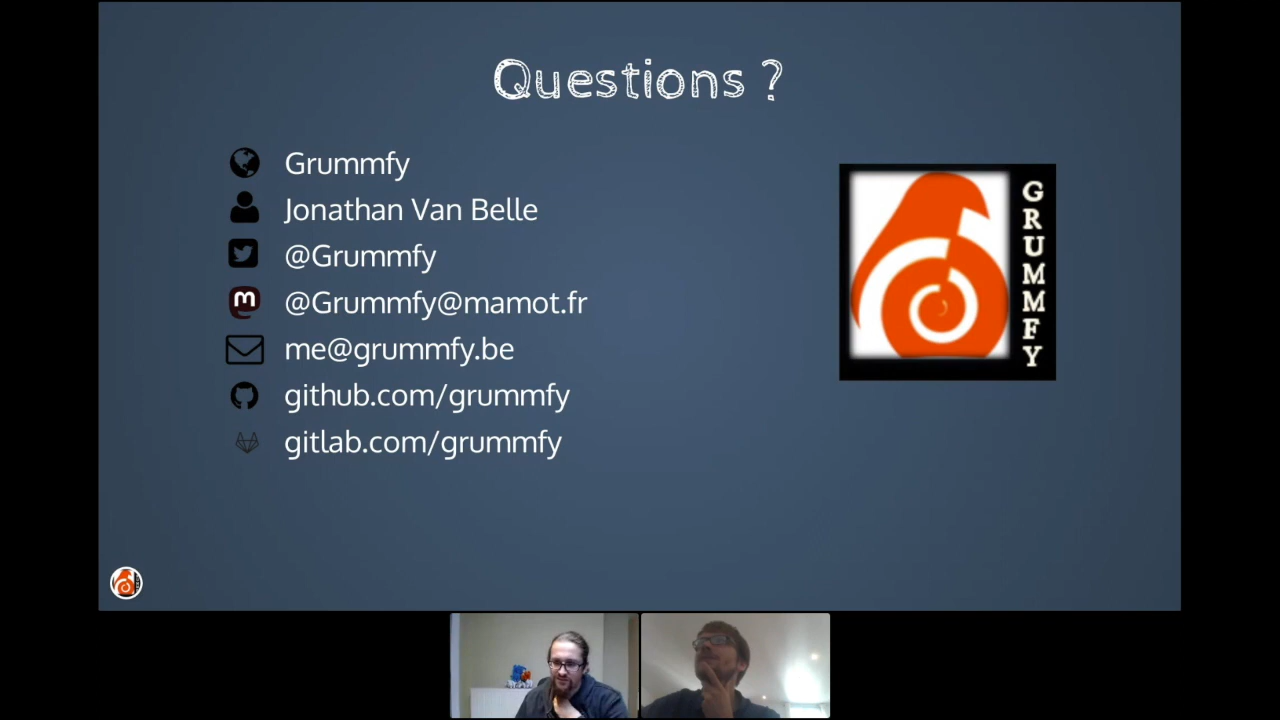 Questions ?
Grummfy
Jonathan Van Belle
@Grummfy
@Grummfy@mamot.fr
me@grummfy.be
github.com/grummfy
gitlab.com/grummfy
GRUMMFY